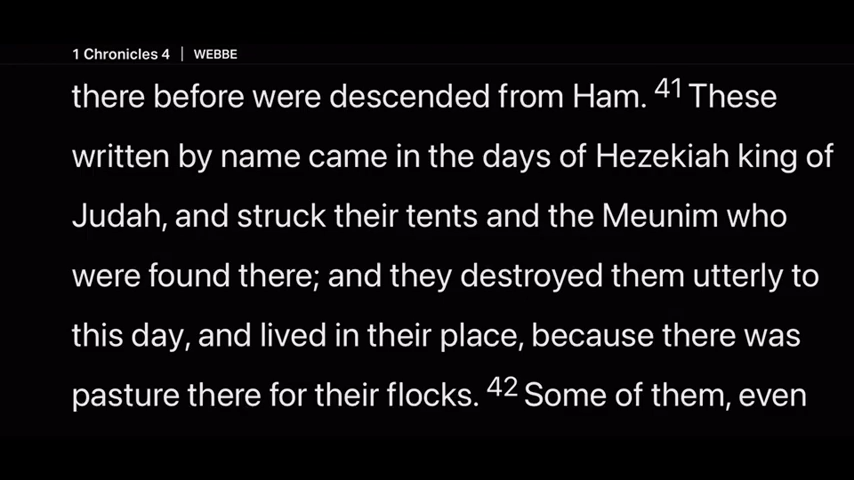 1 Chronicles 4 | WEBBE
there before were descended from Ham. 41 These
written by name came in the days of Hezekiah king of
Judah, and struck their tents and the Meunim who
were found there; and they destroyed them utterly to
this day, and lived in their place, because there was
pasture there for their flocks. 42 Some of them, even